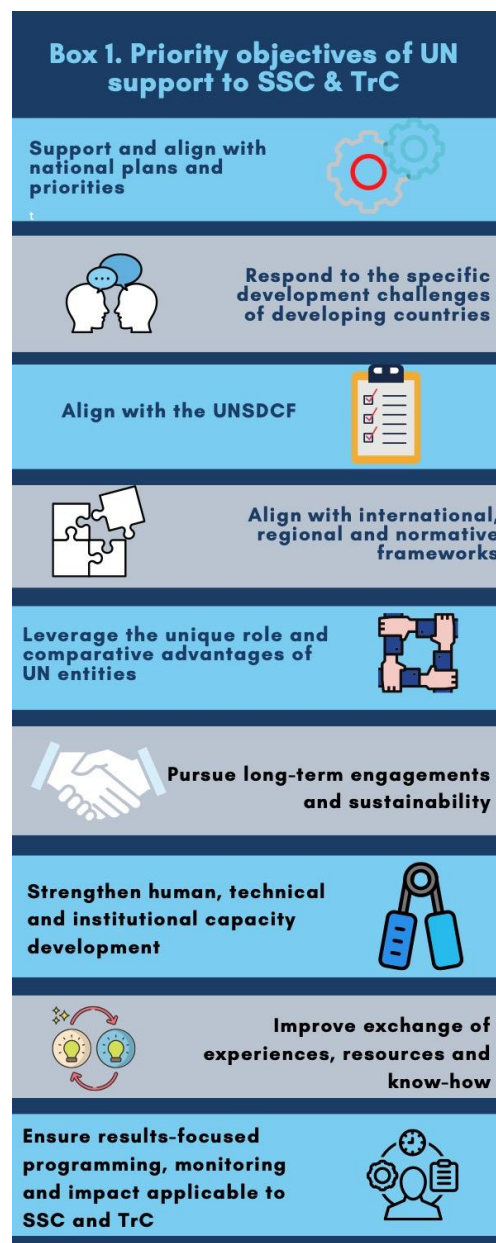 Box 1. Priority objectives of UN
support to SSC & TrC
Support and align with
national plans and
priorities
t
Respond to the specific
development challenges
of developing countries
Align with the UNSDCF
Align with international,
regional and normative
frameworks
Leverage the unique role and
comparative advantages of
UN entities
Pursue long-term engagements
and sustainability
Strengthen human, technical
and institutional capacity
development
Improve exchange of
experiences, resources and
know-how
Ensure results-focused
programming, monitoring
and impact applicable to
SSC and TrC